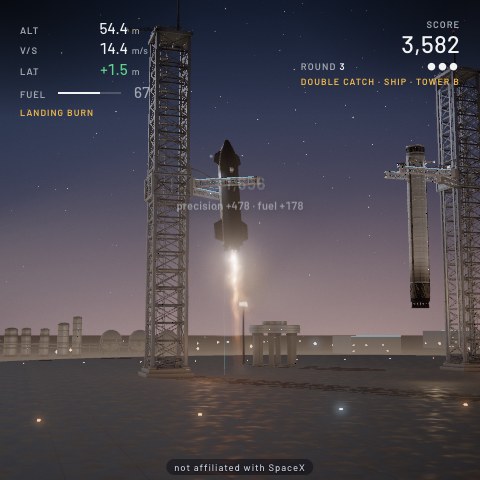 ALT 54.4 m
V/S 14.4 m/s
LAT +1.5 m
FUEL 67
LANDING BURN
SCORE
3,582
ROUND 3
DOUBLE CATCH · SHIP · TOWER B
precision +478 · fuel +178
not affiliated with SpaceX